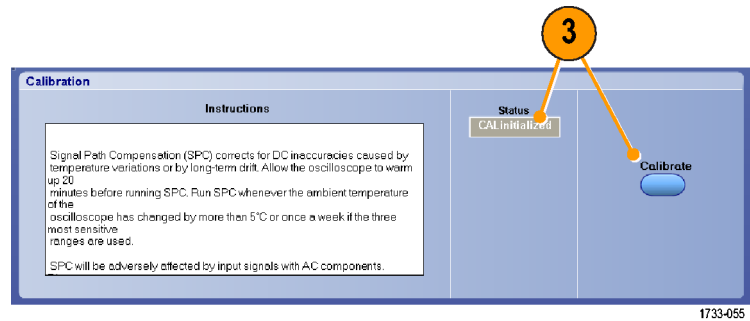 3
Calibration
Instructions
Status
CALinitialized
Signal Path Compensation (SPC) corrects for DC inaccuracies caused by
temperature variations or by long-term drift. Allow the oscilloscope to warm
up 20
minutes before running SPC. Run SPC whenever the ambient temperature
of the
oscilloscope has changed by more than 5°C or once a week if the three
most sensitive
ranges are used.
SPC will be adversely affected by input signals with AC components.
Calibrate
1733-055